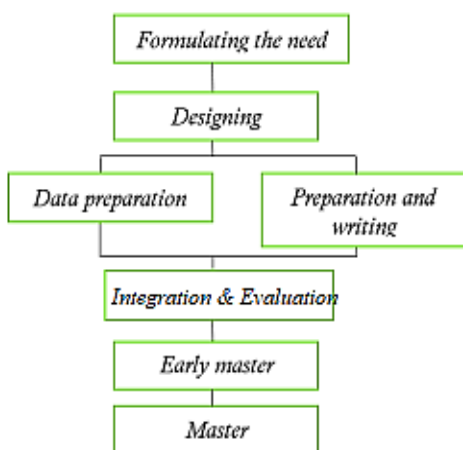 Formulating the need
Designing
Data preparation
Preparation and
writing
Integration & Evaluation
Early master
Master